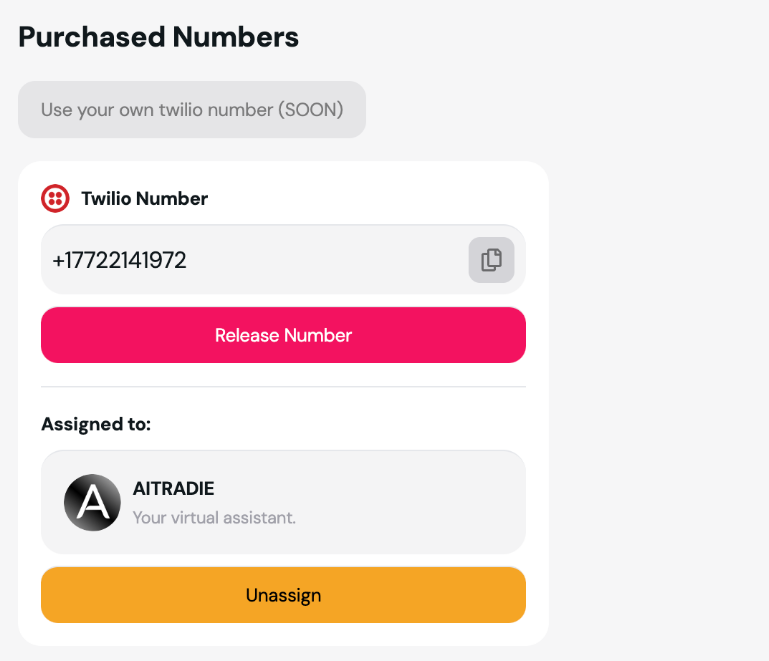 Purchased Numbers
Use your own twilio number (SOON)
Twilio Number
+17722141972
Release Number
Assigned to:
A
AITRADIE
Your virtual assistant.
Unassign